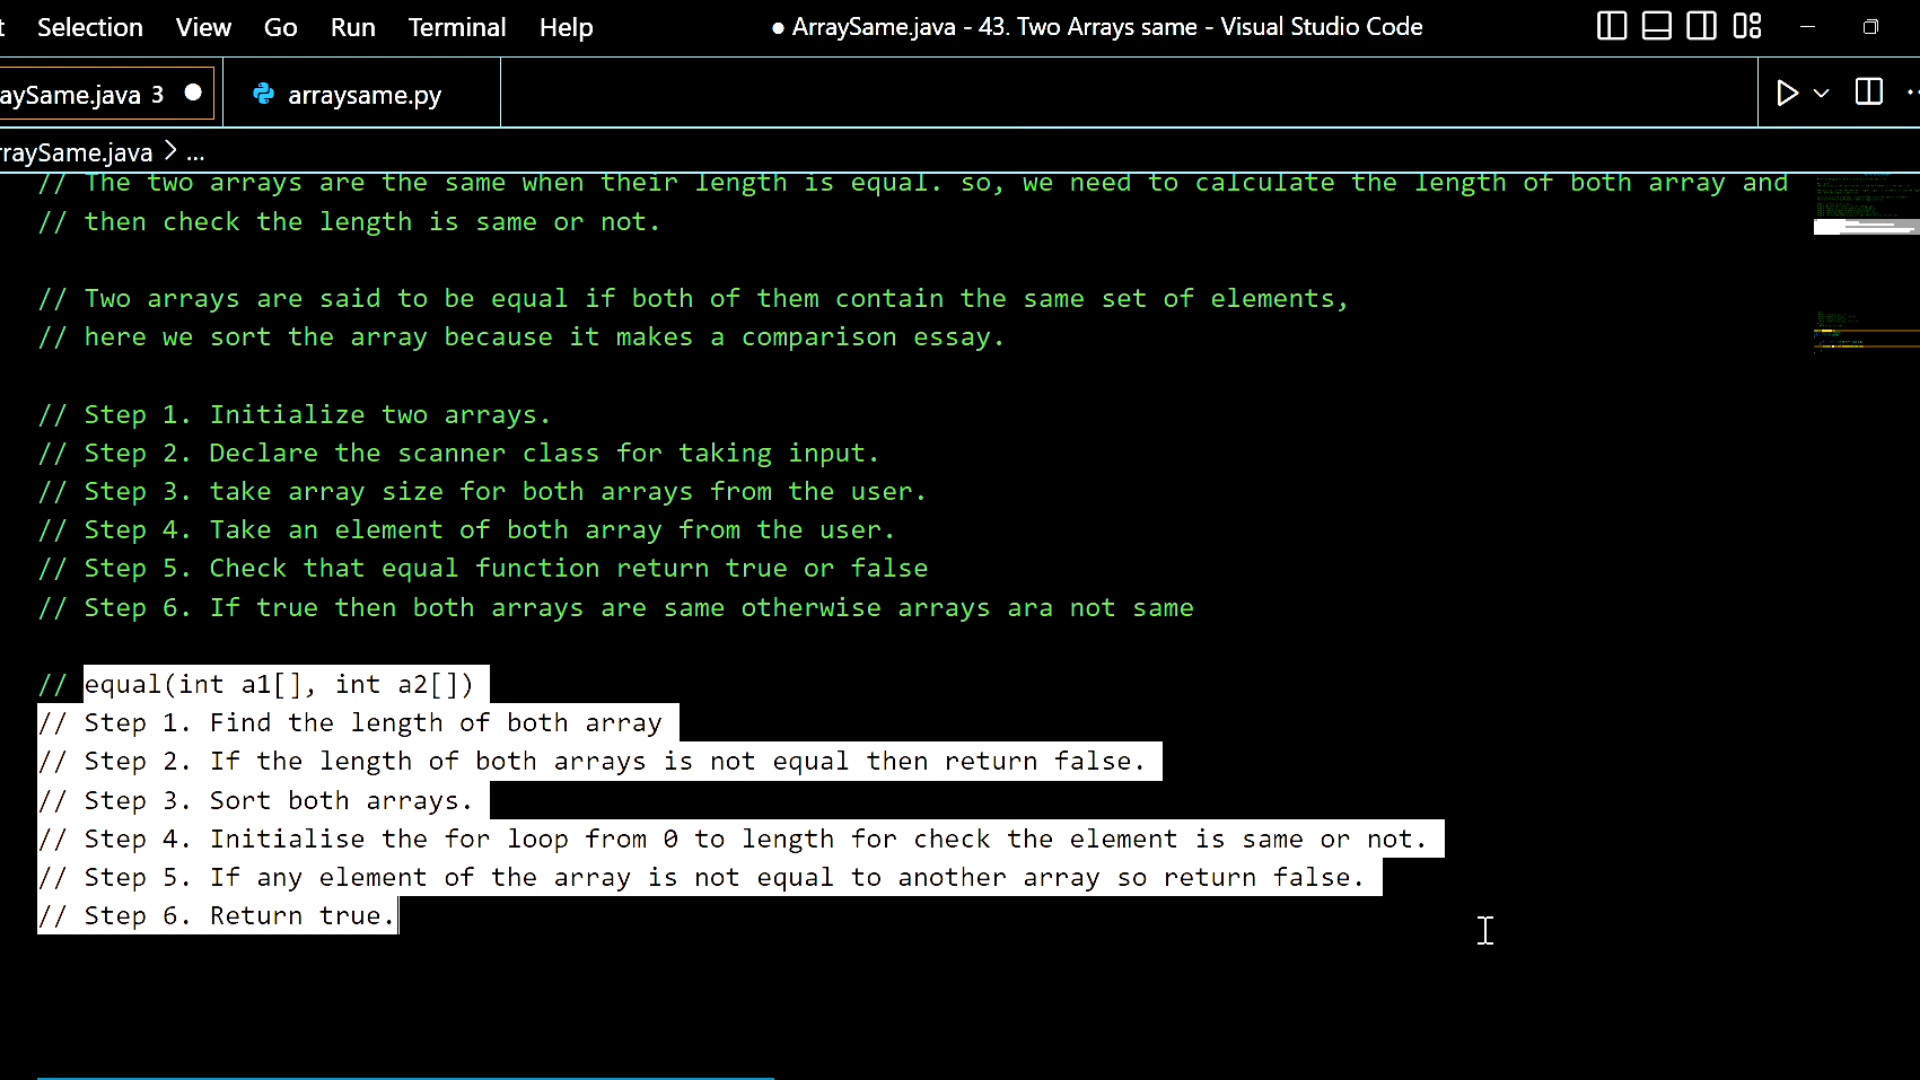 Selection View Go Run Terminal Help ● ArraySame.java - 43. Two Arrays same - Visual Studio Code
aySame.java 3 ● arraysame.py
raySame.java > ...
// The two arrays are the same when their length is equal. so, we need to calculate the length of both array and
// then check the length is same or not.
// Two arrays are said to be equal if both of them contain the same set of elements,
// here we sort the array because it makes a comparison essay.
// Step 1. Initialize two arrays.
// Step 2. Declare the scanner class for taking input.
// Step 3. take array size for both arrays from the user.
// Step 4. Take an element of both array from the user.
// Step 5. Check that equal function return true or false
// Step 6. If true then both arrays are same otherwise arrays ara not same
// equal(int a1[], int a2[])
// Step 1. Find the length of both array
// Step 2. If the length of both arrays is not equal then return false.
// Step 3. Sort both arrays.
// Step 4. Initialise the for loop from 0 to length for check the element is same or not.
// Step 5. If any element of the array is not equal to another array so return false.
// Step 6. Return true.